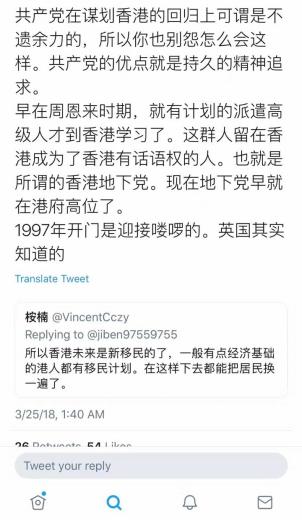 共产党在谋划香港的回归上可谓是不
遗余力的，所以你也别怨怎么会这
样。共产党的优点就是持久的精神追
求。
早在周恩来时期，就有计划的派遣高
级人才到香港学习了。这群人留在香
港成为了香港有话语权的人。也就是
所谓的香港地下党。现在地下党早就
在港府高位了。
1997年开门是迎接喽啰的。英国其实
知道的
Translate Tweet
桉楠 @VincentCczy
Replying to @jiben97559755
所以香港未来是新移民的了，一般有点经济基础
的港人都有移民计划。在这样下去都能把居民换
一遍了。
3/25/18, 1:40 AM
26 Retweets 54 Likes
Tweet your reply